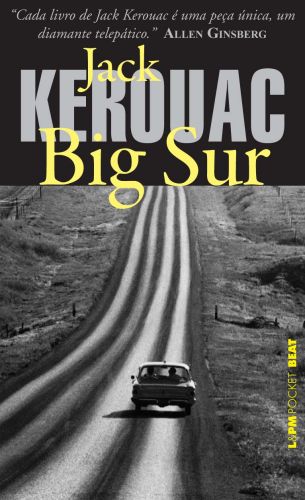 “Cada livro de Jack Kerouac é uma peça única, um
diamante telepático.” ALLEN GINSBERG
Jack
KEROUAC
Big Sur
L&PM POCKET BEAT